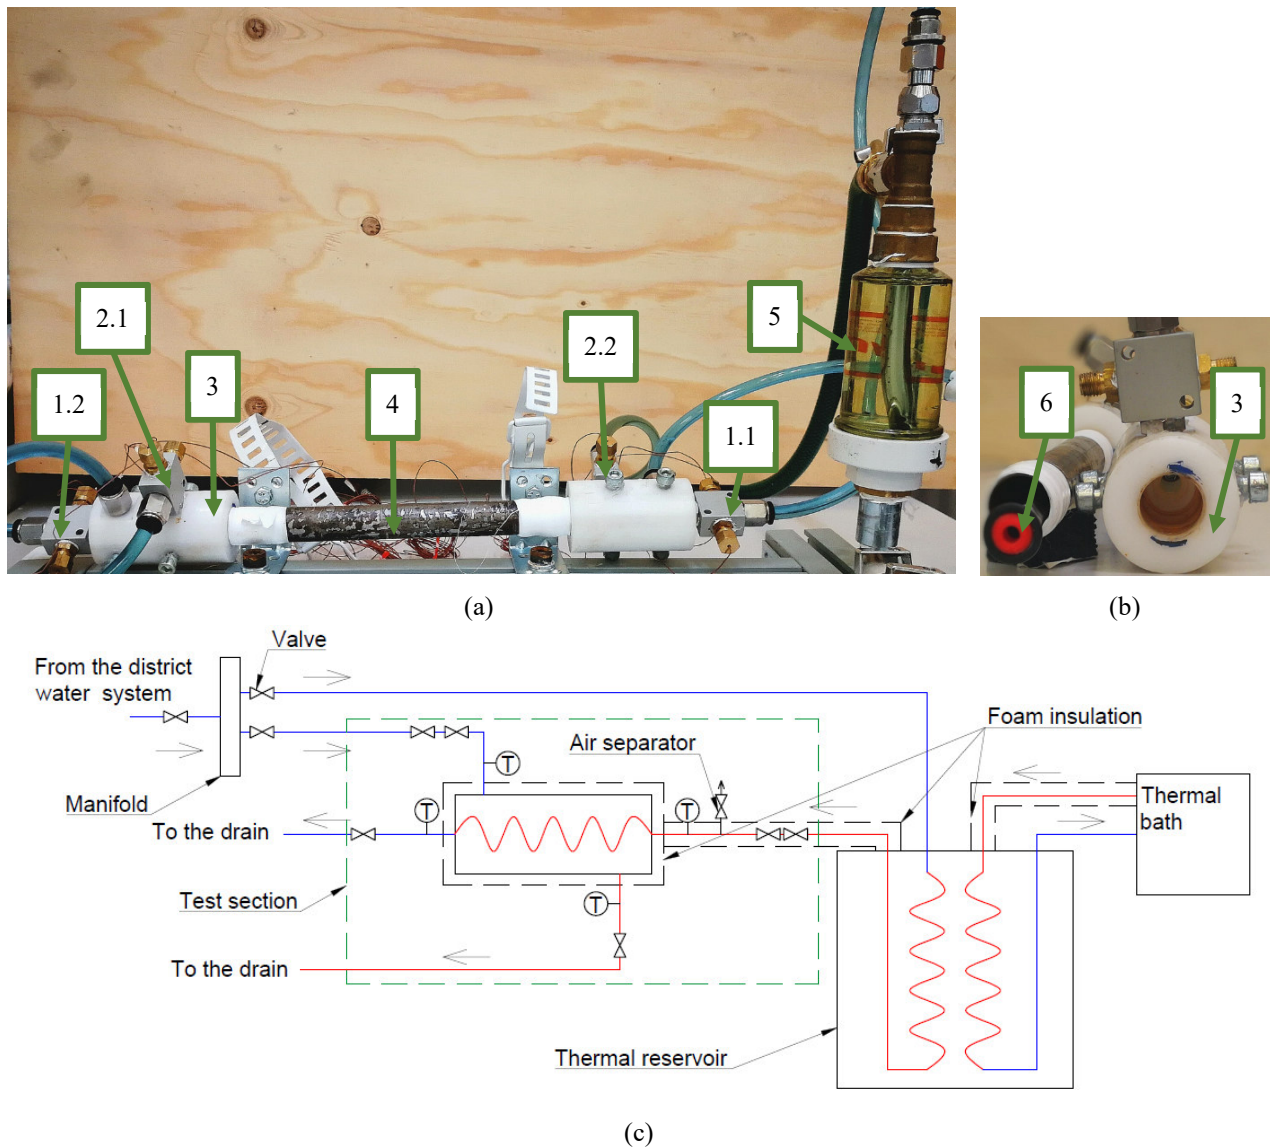 2.1
1.2
3
4
2.2
1.1
5
6
3
(a)
(b)
Valve
From the district
water system
Manifold
To the drain
Test section
To the drain
Air separator
Foam insulation
Thermal
bath
Thermal reservoir
T
T
T
T
(c)